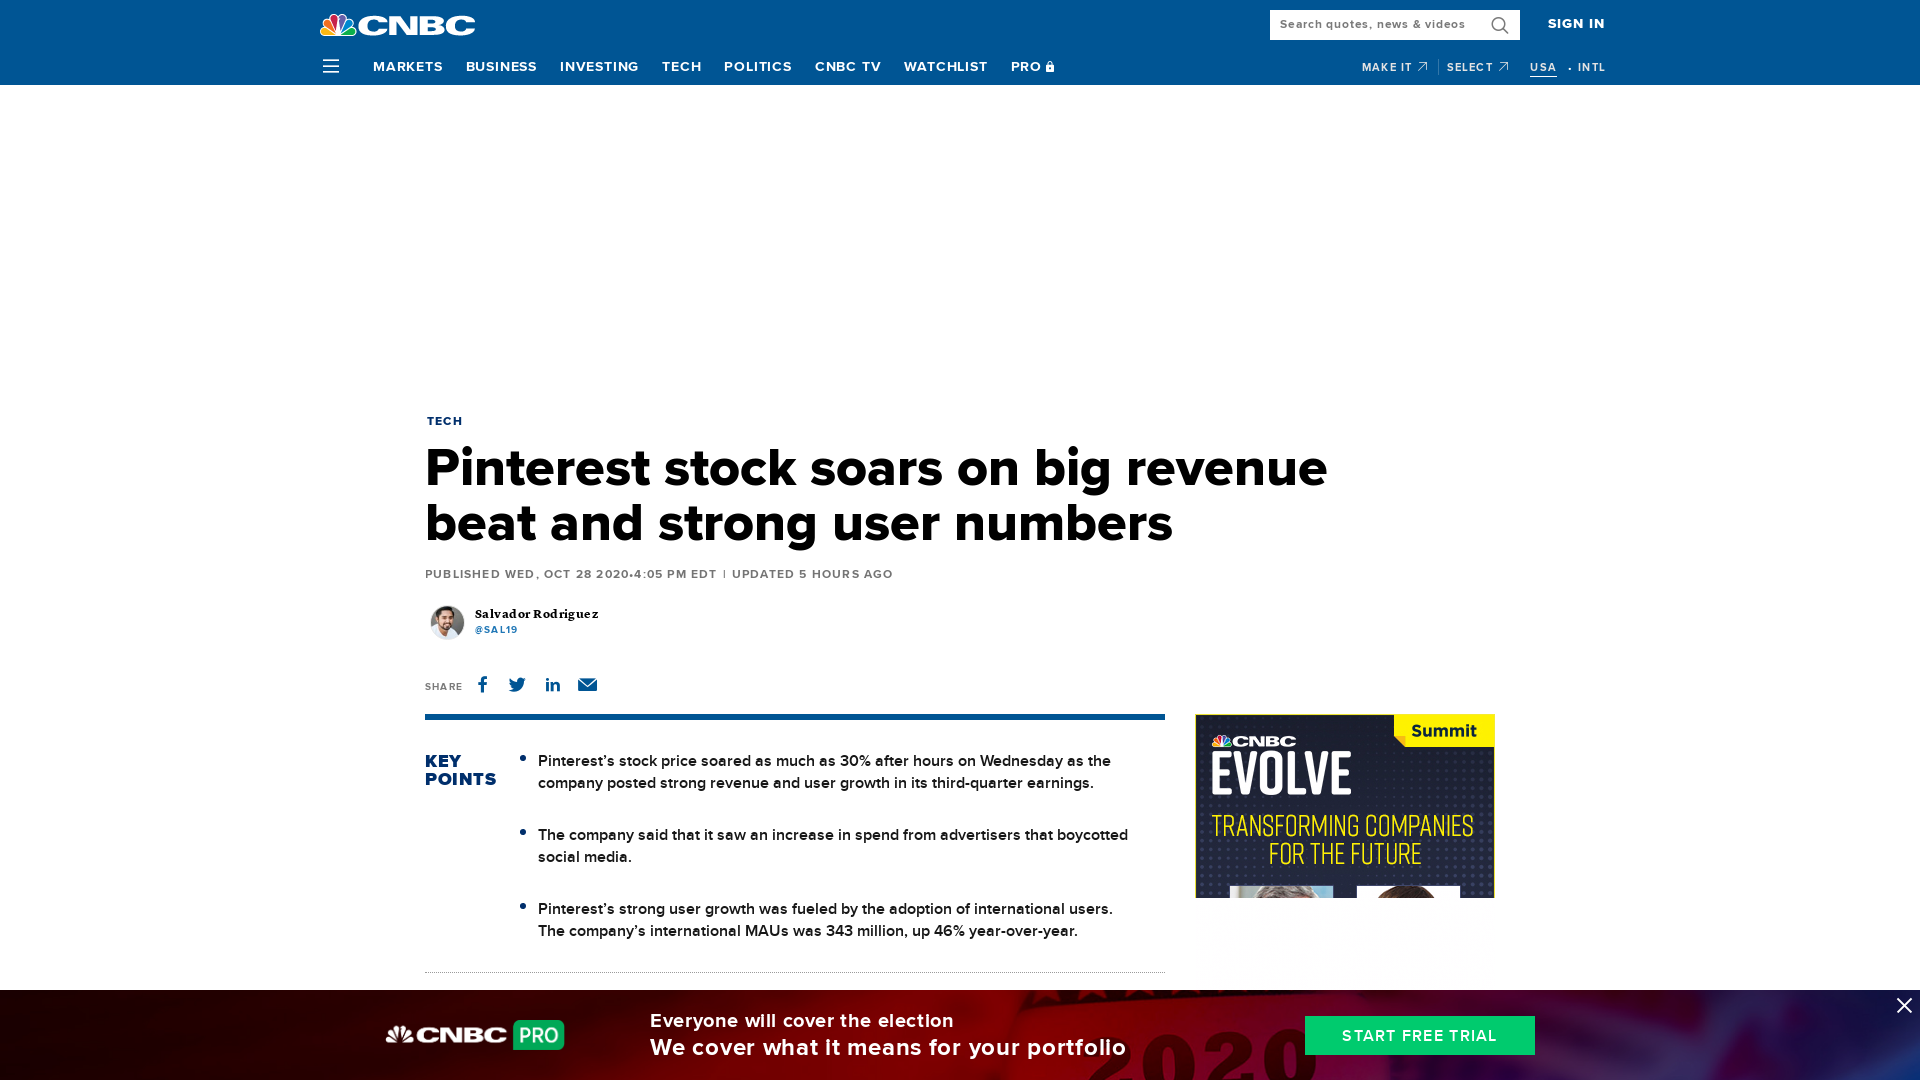 CNBC
Search quotes, news & videos
SIGN IN
MARKETS BUSINESS INVESTING TECH POLITICS CNBC TV WATCHLIST PRO
MAKE IT SELECT USA • INTL
TECH
Pinterest stock soars on big revenue
beat and strong user numbers
PUBLISHED WED, OCT 28 2020•4:05 PM EDT | UPDATED 5 HOURS AGO
Salvador Rodriguez
@SAL19
SHARE
KEY
POINTS
Pinterest’s stock price soared as much as 30% after hours on Wednesday as the
company posted strong revenue and user growth in its third-quarter earnings.
The company said that it saw an increase in spend from advertisers that boycotted
social media.
Pinterest’s strong user growth was fueled by the adoption of international users.
The company’s international MAUs was 343 million, up 46% year-over-year.
Summit
CNBC
EVOLVE
TRANSFORMING COMPANIES
FOR THE FUTURE
CNBC PRO
Everyone will cover the election
We cover what it means for your portfolio
2020
START FREE TRIAL